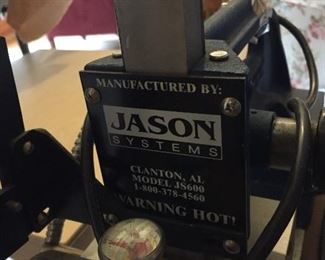 MANUFACTURED BY:
JASON
SYSTEMS
CLANTON, AL
MODEL JS600
1-800-378-4560
WARNING HOT!